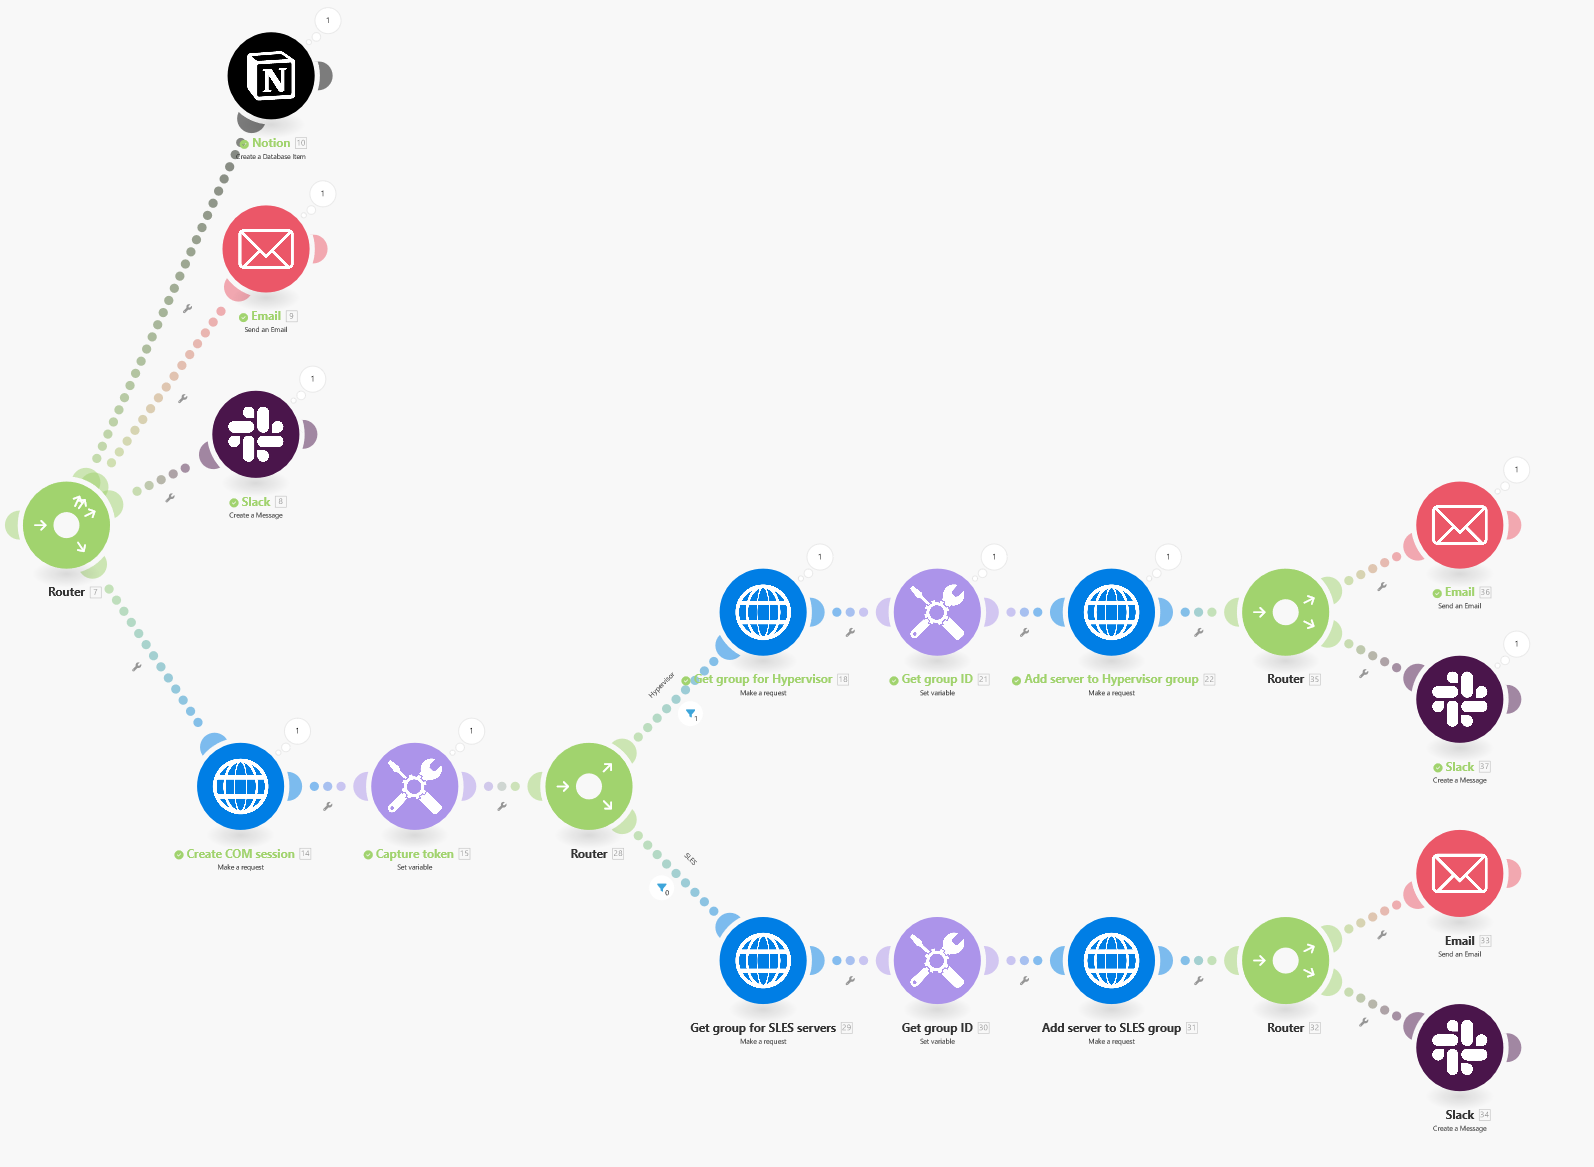 1
N
Notion 10
Create a Database Item
1
Email 9
Send an Email
1
Slack 8
Create a Message
Router 7
1
Create COM session 14
Make a request
1
Capture token 15
Set variable
Router 28
Hypervisor
1
SLES
0
1
Get group for Hypervisor 18
Make a request
1
Get group ID 21
Set variable
1
Add server to Hypervisor group 22
Make a request
Router 35
1
Email 36
Send an Email
1
Slack 37
Create a Message
Get group for SLES servers 29
Make a request
Get group ID 30
Set variable
Add server to SLES group 31
Make a request
Router 32
Email 33
Send an Email
Slack 34
Create a Message